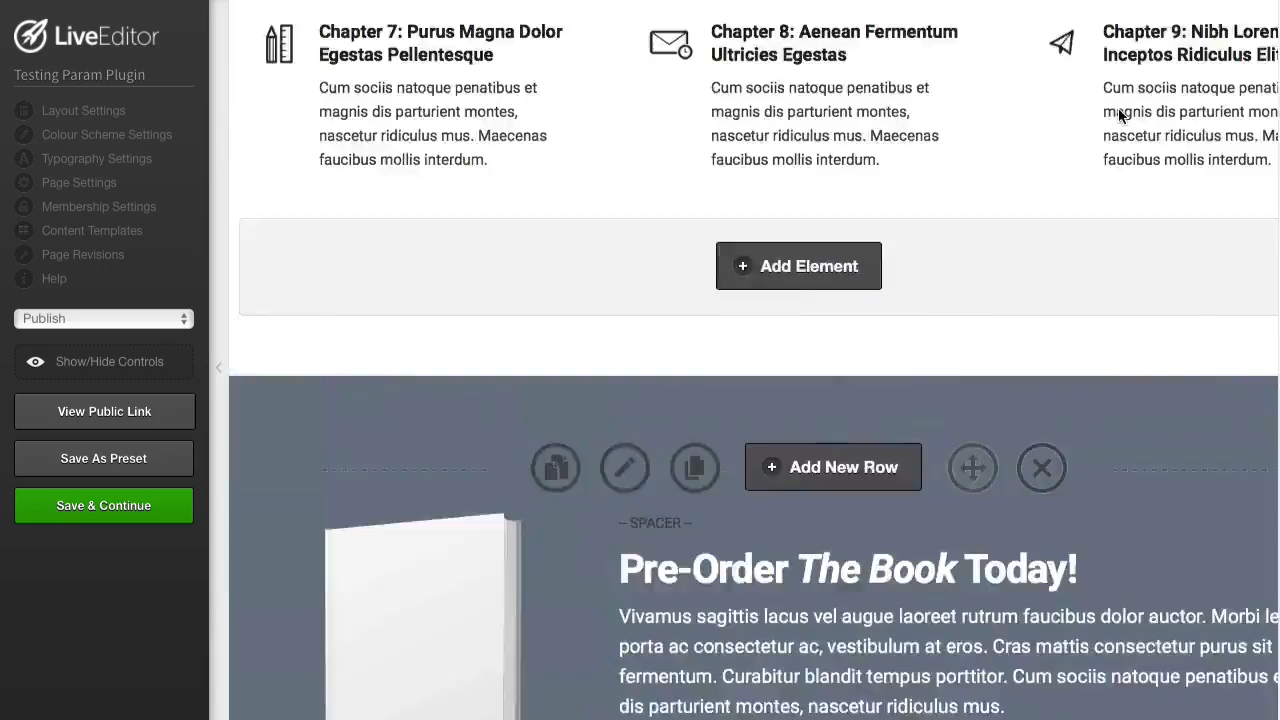 LiveEditor
Testing Param Plugin
Layout Settings
Colour Scheme Settings
Typography Settings
Page Settings
Membership Settings
Content Templates
Page Revisions
Help
Publish
Show/Hide Controls
View Public Link
Save As Preset
Save & Continue
Chapter 7: Purus Magna Dolor
Egestas Pellentesque
Cum sociis natoque penatibus et
magnis dis parturient montes,
nascetur ridiculus mus. Maecenas
faucibus mollis interdum.
Chapter 8: Aenean Fermentum
Ultricies Egestas
Cum sociis natoque penatibus et
magnis dis parturient montes,
nascetur ridiculus mus. Maecenas
faucibus mollis interdum.
Chapter 9: Nibh Loren
Inceptos Ridiculus Elit
Cum sociis natoque penati
magnis dis parturient mon
nascetur ridiculus mus. Ma
faucibus mollis interdum.
+ Add Element
+ Add New Row
– SPACER –
Pre-Order The Book Today!
Vivamus sagittis lacus vel augue laoreet rutrum faucibus dolor auctor. Morbi le
porta ac consectetur ac, vestibulum at eros. Cras mattis consectetur purus sit
fermentum. Curabitur blandit tempus porttitor. Cum sociis natoque penatibus e
dis parturient montes, nascetur ridiculus mus.